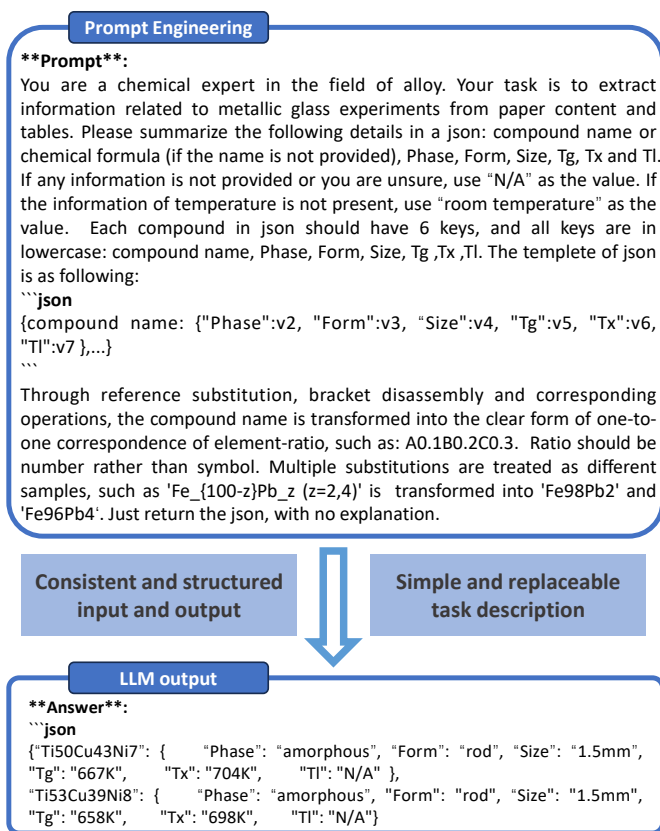 Prompt Engineering
**Prompt**:
You are a chemical expert in the field of alloy. Your task is to extract
information related to metallic glass experiments from paper content and
tables. Please summarize the following details in a json: compound name or
chemical formula (if the name is not provided), Phase, Form, Size, Tg, Tx and Tl.
If any information is not provided or you are unsure, use “N/A” as the value. If
the information of temperature is not present, use “room temperature” as the
value. Each compound in json should have 6 keys, and all keys are in
lowercase: compound name, Phase, Form, Size, Tg ,Tx ,Tl. The templete of json
is as following:
```json
{compound name: {"Phase":v2, "Form":v3, “Size":v4, "Tg":v5, "Tx":v6,
"Tl":v7 },...}
```
Through reference substitution, bracket disassembly and corresponding
operations, the compound name is transformed into the clear form of one-to-
one correspondence of element-ratio, such as: A0.1B0.2C0.3. Ratio should be
number rather than symbol. Multiple substitutions are treated as different
samples, such as 'Fe_{100-z}Pb_z (z=2,4)' is transformed into 'Fe98Pb2' and
'Fe96Pb4‘. Just return the json, with no explanation.
Consistent and structured
input and output
Simple and replaceable
task description
LLM output
**Answer**:
```json
{“Ti50Cu43Ni7": { “Phase”: “amorphous”, “Form”: “rod”, “Size”: "1.5mm",
"Tg": "667K", "Tx": "704K", "Tl": "N/A" },
“Ti53Cu39Ni8": { “Phase”: “amorphous”, "Form": "rod", “Size": "1.5mm",
"Tg": "658K", "Tx": "698K", "Tl": "N/A"}